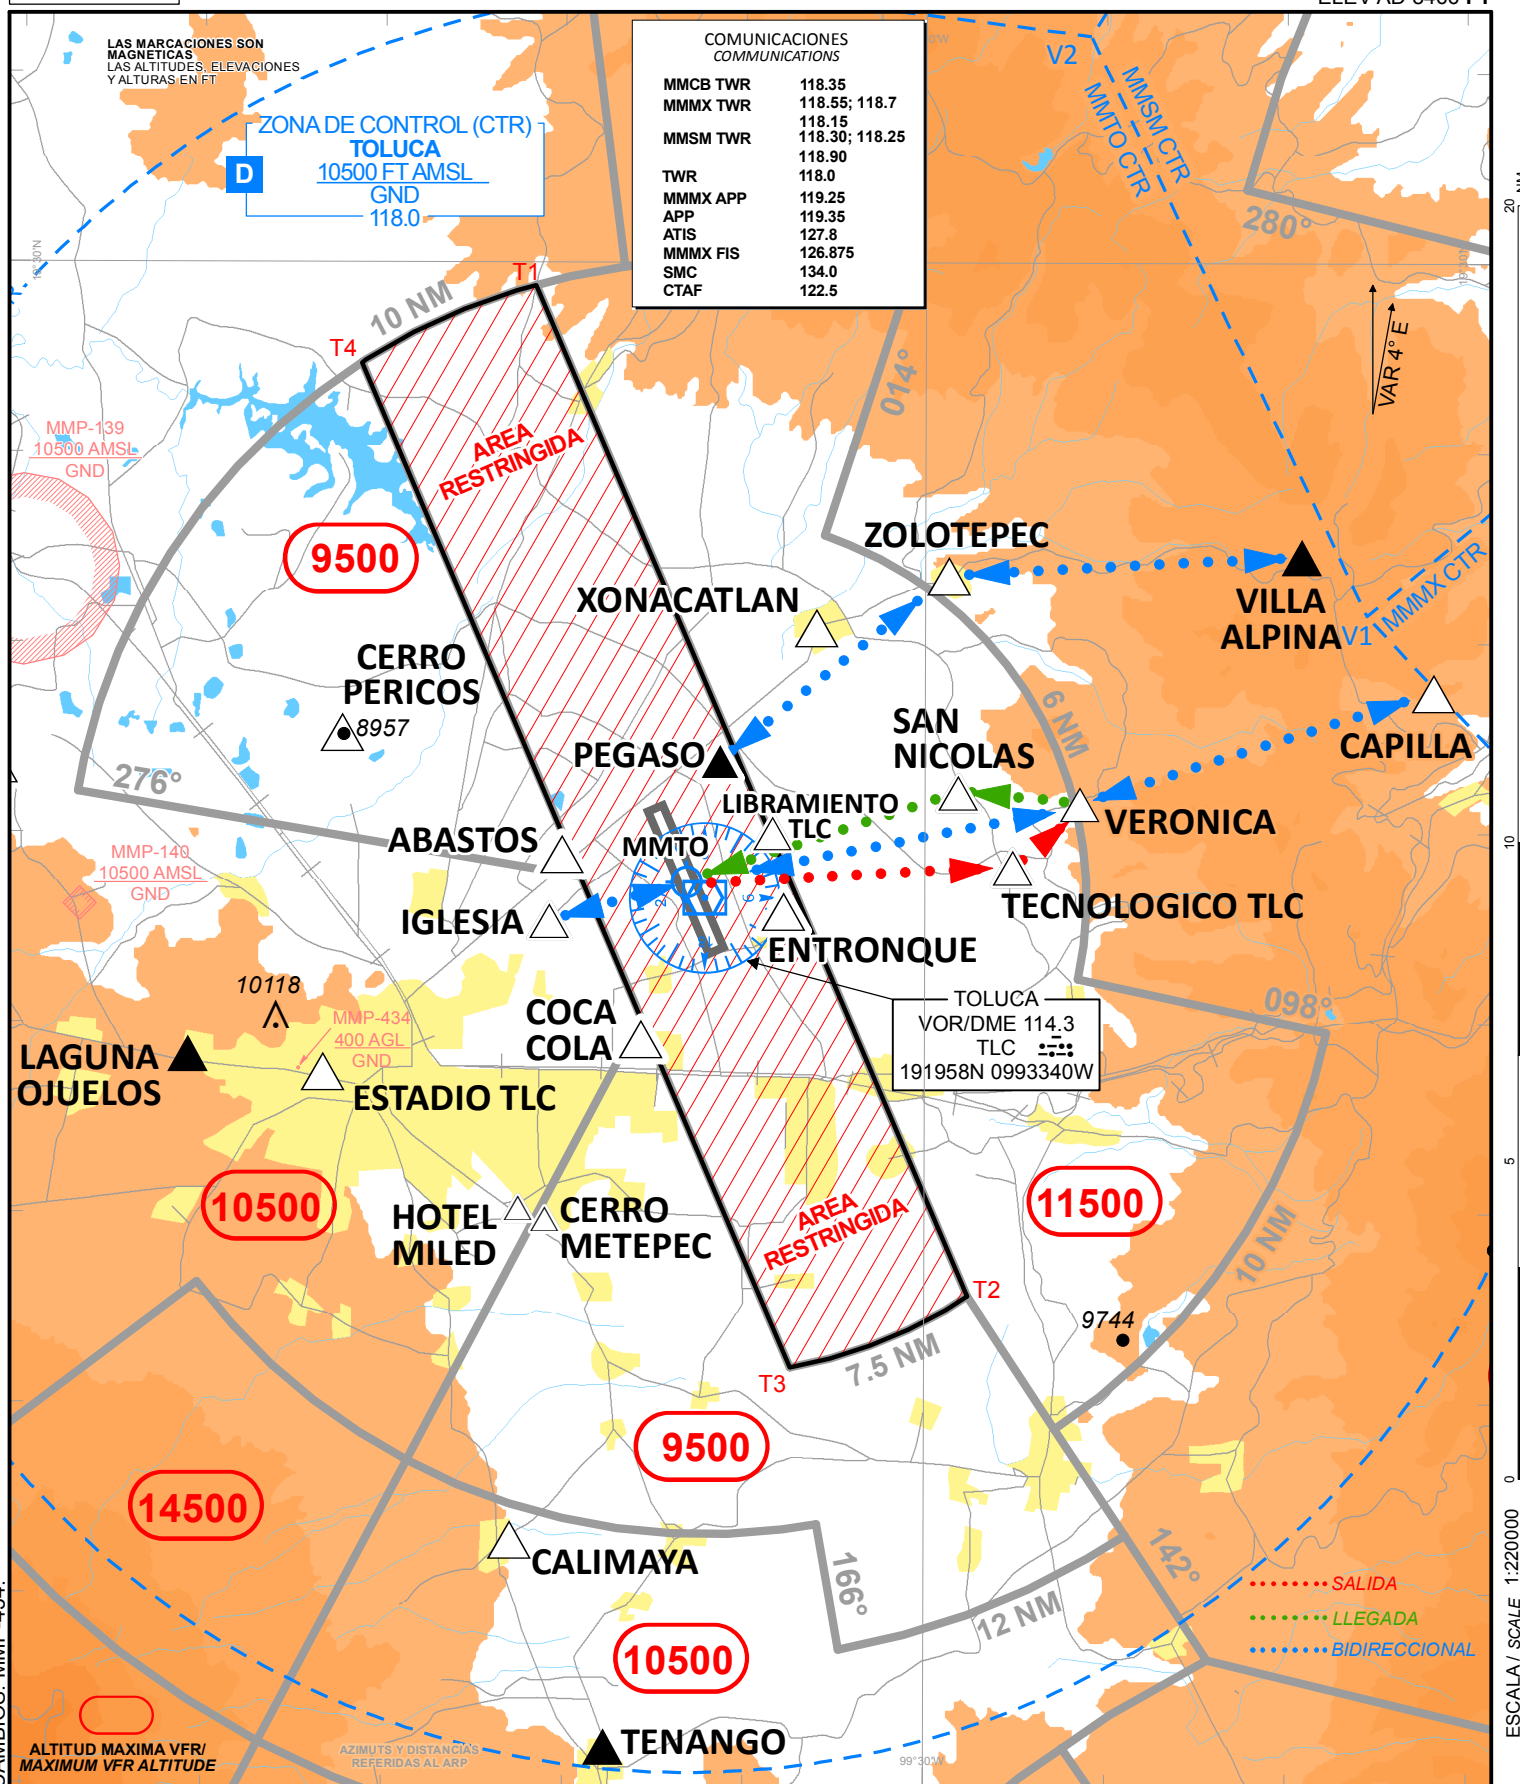 LAS MARCACIONES SON
MAGNETICAS
LAS ALTITUDES, ELEVACIONES
Y ALTURAS EN FT
ZONA DE CONTROL (CTR)
TOLUCA
10500 FT AMSL
GND
118.0
D
COMUNICACIONES
COMMUNICATIONS
MMCB TWR 118.35
MMMX TWR 118.55; 118.7
118.15
MMSM TWR 118.30; 118.25
118.90
TWR 118.0
MMMX APP 119.25
APP 119.35
ATIS 127.8
MMMX FIS 126.875
SMC 134.0
CTAF 122.5
V2
MMSM CTR
MMTO CTR
280°
20
NM
T1
10 NM
T4
014°
VAR 4° E
MMP-139
10500 AMSL
GND
AREA
RESTRINGIDA
9500
ZOLOTEPEC
XONACATLAN
VILLA
ALPINA
V1
MMMX CTR
CERRO
PERICOS
8957
6 NM
SAN
NICOLAS
CAPILLA
PEGASO
276°
LIBRAMIENTO
TLC
VERONICA
ABASTOS
MMTO
10
MMP-140
10500 AMSL
GND
TECNOLOGICO TLC
IGLESIA
ENTRONQUE
10118
098°
TOLUCA
VOR/DME 114.3
TLC
191958N 0993340W
COCA
COLA
MMP-434
400 AGL
GND
LAGUNA
OJUELOS
ESTADIO TLC
5
10500
11500
HOTEL
MILED
CERRO
METEPEC
AREA
RESTRINGIDA
10 NM
T2
9744
7.5 NM
T3
9500
14500
0
142°
CALIMAYA
166°
12 NM
SALIDA
LLEGADA
BIDIRECCIONAL
10500
TENANGO
ALTITUD MAXIMA VFR/
MAXIMUM VFR ALTITUDE
AZIMUTS Y DISTANCIAS
REFERIDAS AL ARP
99°30'W
ESCALA / SCALE 1:220000